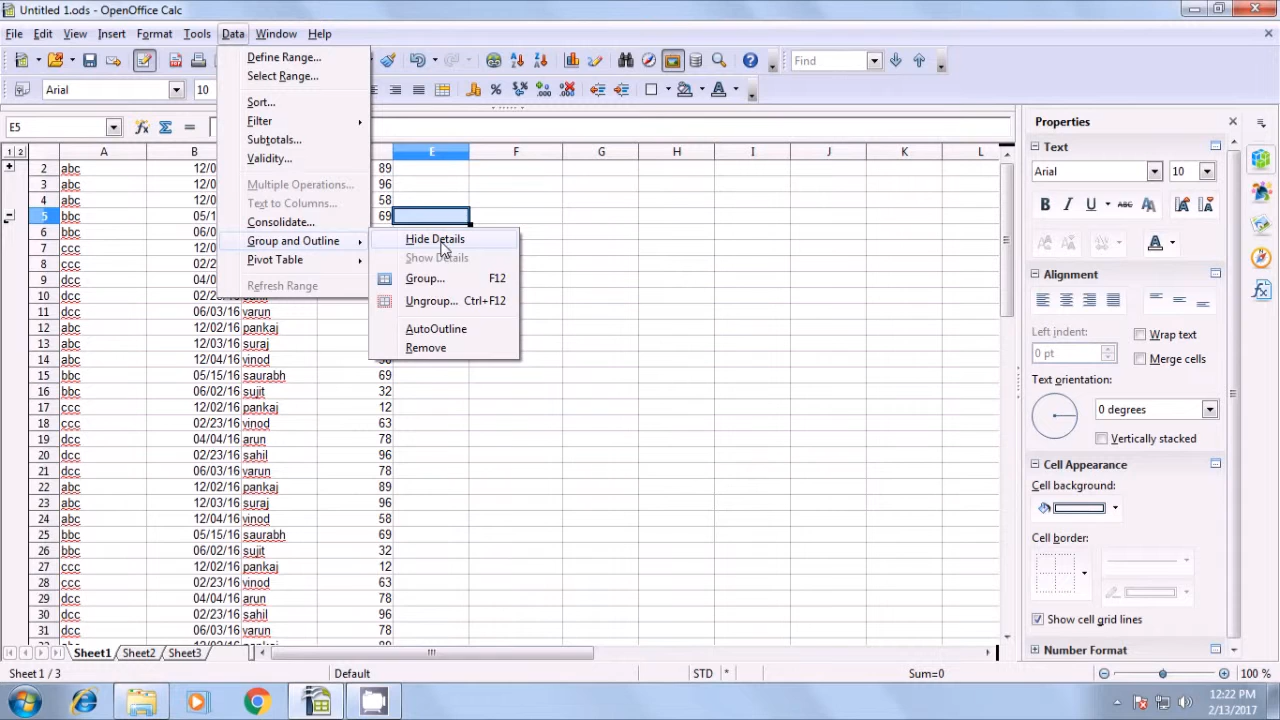 Untitled 1.ods - OpenOffice Calc
File Edit View Insert Format Tools Data Window Help
Find
Arial 10
E5
Define Range...
Select Range...
Sort...
Filter
Subtotals...
Validity...
Multiple Operations...
Text to Columns...
Consolidate...
Group and Outline
Pivot Table
Refresh Range
Hide Details
Show Details
Group... F12
Ungroup... Ctrl+F12
AutoOutline
Remove
1 2 A B E F G H I J K L
2 abc 12/0 89
3 abc 12/0 96
4 abc 12/0 58
5 bbc 05/1 69
6 bbc 06/0
7 ccc 12/0
8 ccc 02/2
9 dcc 04/0
10 dcc 02/2
11 dcc 06/03/16 varun
12 abc 12/02/16 pankaj
13 abc 12/03/16 suraj
14 abc 12/04/16 vinod
15 bbc 05/15/16 saurabh 69
16 bbc 06/02/16 sujit 32
17 ccc 12/02/16 pankaj 12
18 ccc 02/23/16 vinod 63
19 dcc 04/04/16 arun 78
20 dcc 02/23/16 sahil 96
21 dcc 06/03/16 varun 78
22 abc 12/02/16 pankaj 89
23 abc 12/03/16 suraj 96
24 abc 12/04/16 vinod 58
25 bbc 05/15/16 saurabh 69
26 bbc 06/02/16 sujit 32
27 ccc 12/02/16 pankaj 12
28 ccc 02/23/16 vinod 63
29 dcc 04/04/16 arun 78
30 dcc 02/23/16 sahil 96
31 dcc 06/03/16 varun 78
Properties
Text
Arial 10
Alignment
Left indent:
0 pt
Wrap text
Merge cells
Text orientation:
0 degrees
Vertically stacked
Cell Appearance
Cell background:
Cell border:
Show cell grid lines
Number Format
Sheet1 Sheet2 Sheet3
Sheet 1 / 3 Default STD * Sum=0 100 %
12:22 PM
2/13/2017